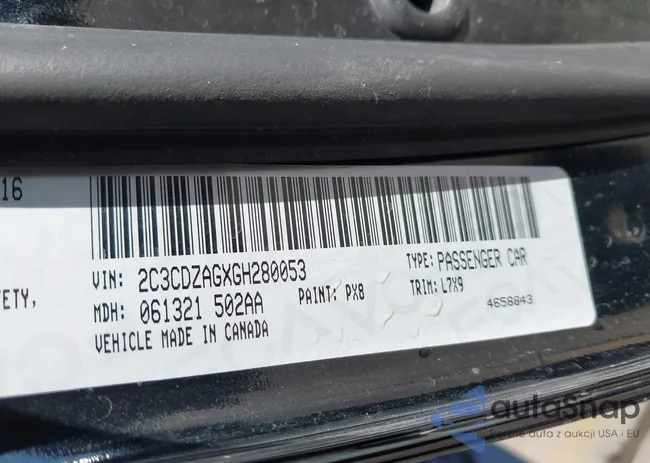 16
VIN: 2C3CDZAGXGH280053
TYPE: PASSENGER CAR
ETY,
MDH: 061321 502AA
PAINT: PX8
TRIM: L7X9
VEHICLE MADE IN CANADA
4658843
autoSnap
Pewne auta z aukcji USA i EU